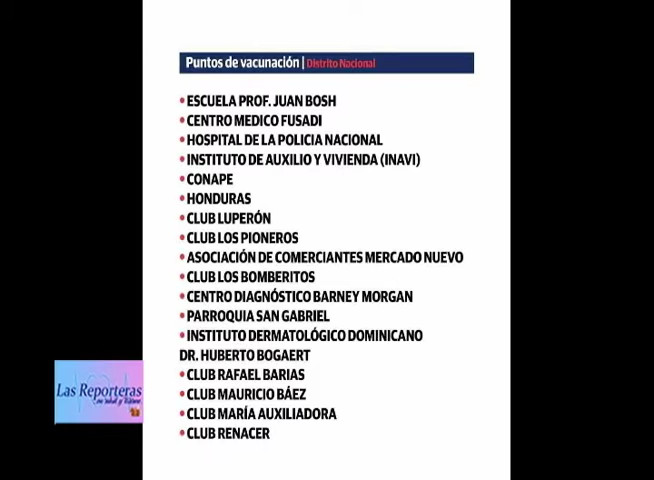 Puntos de vacunación | Distrito Nacional
• ESCUELA PROF. JUAN BOSH
• CENTRO MEDICO FUSADI
• HOSPITAL DE LA POLICIA NACIONAL
• INSTITUTO DE AUXILIO Y VIVIENDA (INAVI)
• CONAPE
• HONDURAS
• CLUB LUPERÓN
• CLUB LOS PIONEROS
• ASOCIACIÓN DE COMERCIANTES MERCADO NUEVO
• CLUB LOS BOMBERITOS
• CENTRO DIAGNÓSTICO BARNEY MORGAN
• PARROQUIA SAN GABRIEL
• INSTITUTO DERMATOLÓGICO DOMINICANO
DR. HUBERTO BOGAERT
• CLUB RAFAEL BARIAS
• CLUB MAURICIO BÁEZ
• CLUB MARÍA AUXILIADORA
• CLUB RENACER
Las Reporteras